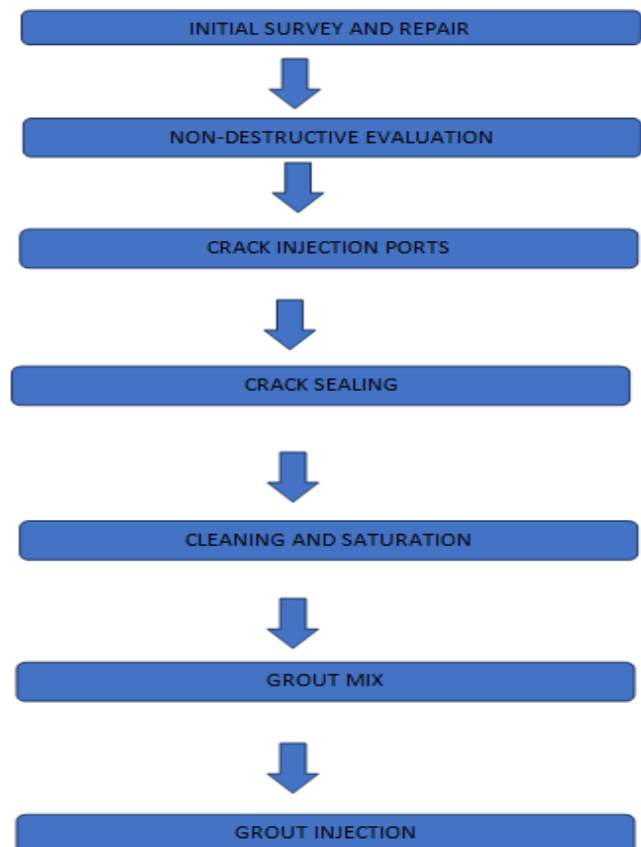 INITIAL SURVEY AND REPAIR
NON-DESTRUCTIVE EVALUATION
CRACK INJECTION PORTS
CRACK SEALING
CLEANING AND SATURATION
GROUT MIX
GROUT INJECTION